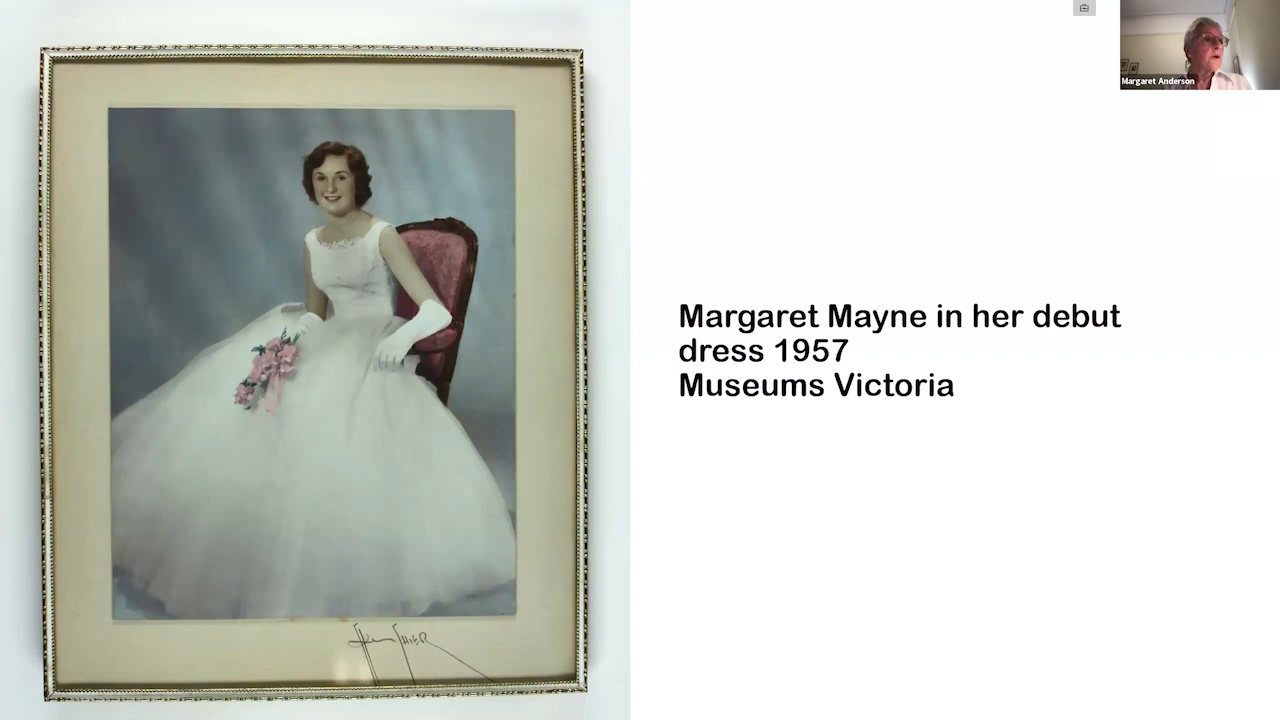 Margaret Anderson
Margaret Mayne in her debut
dress 1957
Museums Victoria